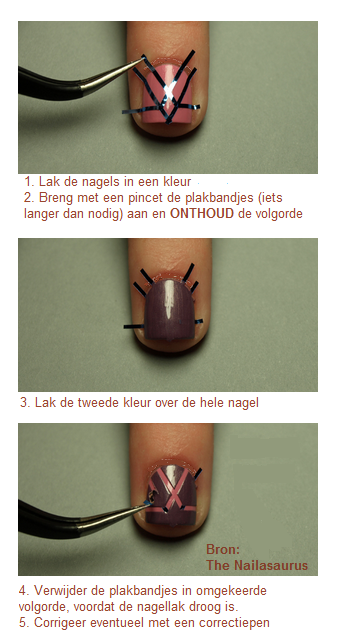 1. Lak de nagels in een kleur
2. Breng met een pincet de plakbandjes (iets
langer dan nodig) aan en ONTHOUD de volgorde
3. Lak de tweede kleur over de hele nagel
Bron:
The Nailasaurus
4. Verwijder de plakbandjes in omgekeerde
volgorde, voordat de nagellak droog is.
5. Corrigeer eventueel met een correctiepen